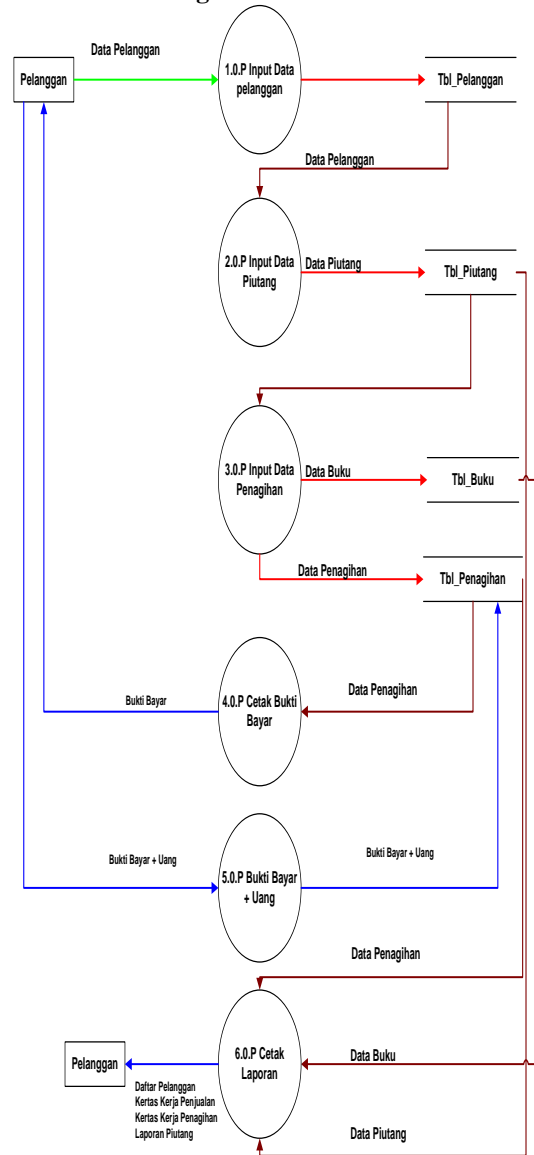 Data Pelanggan
Pelanggan
1.0.P Input Data
pelanggan
Tbl_Pelanggan
Data Pelanggan
2.0.P Input Data
Piutang
Data Piutang
Tbl_Piutang
3.0.P Input Data
Penagihan
Data Buku
Tbl_Buku
Data Penagihan
Tbl_Penagihan
Data Penagihan
Bukti Bayar
4.0.P Cetak Bukti
Bayar
Bukti Bayar + Uang
5.0.P Bukti Bayar
+ Uang
Bukti Bayar + Uang
Data Penagihan
Pelanggan
6.0.P Cetak
Laporan
Data Buku
Daftar Pelanggan
Kertas Kerja Penjualan
Kertas Kerja Penagihan
Laporan Piutang
Data Piutang